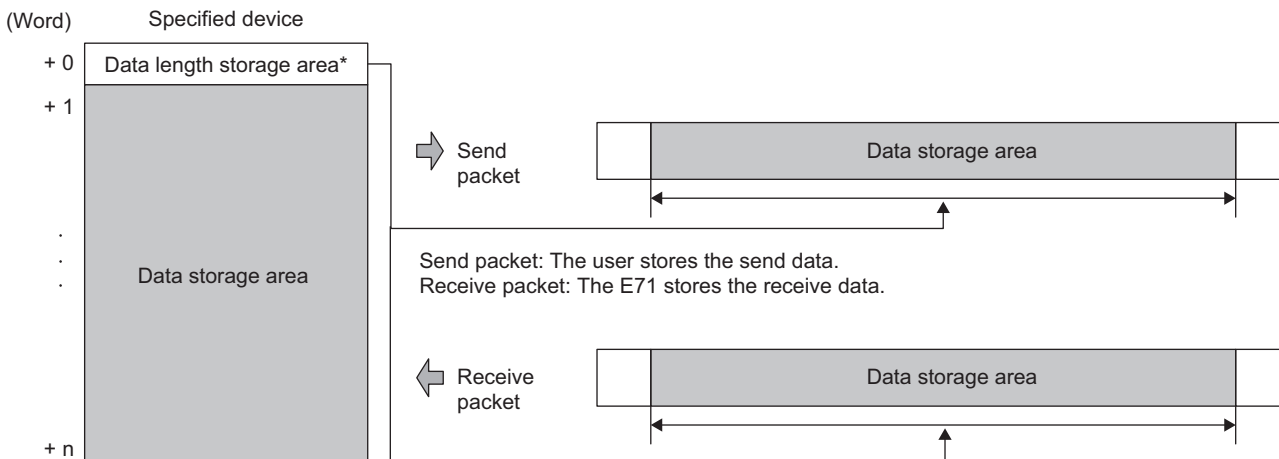 (Word)
Specified device
+ 0
Data length storage area*
+ 1
Send
packet
Data storage area
.
.
.
Data storage area
Send packet: The user stores the send data.
Receive packet: The E71 stores the receive data.
Receive
packet
Data storage area
+ n